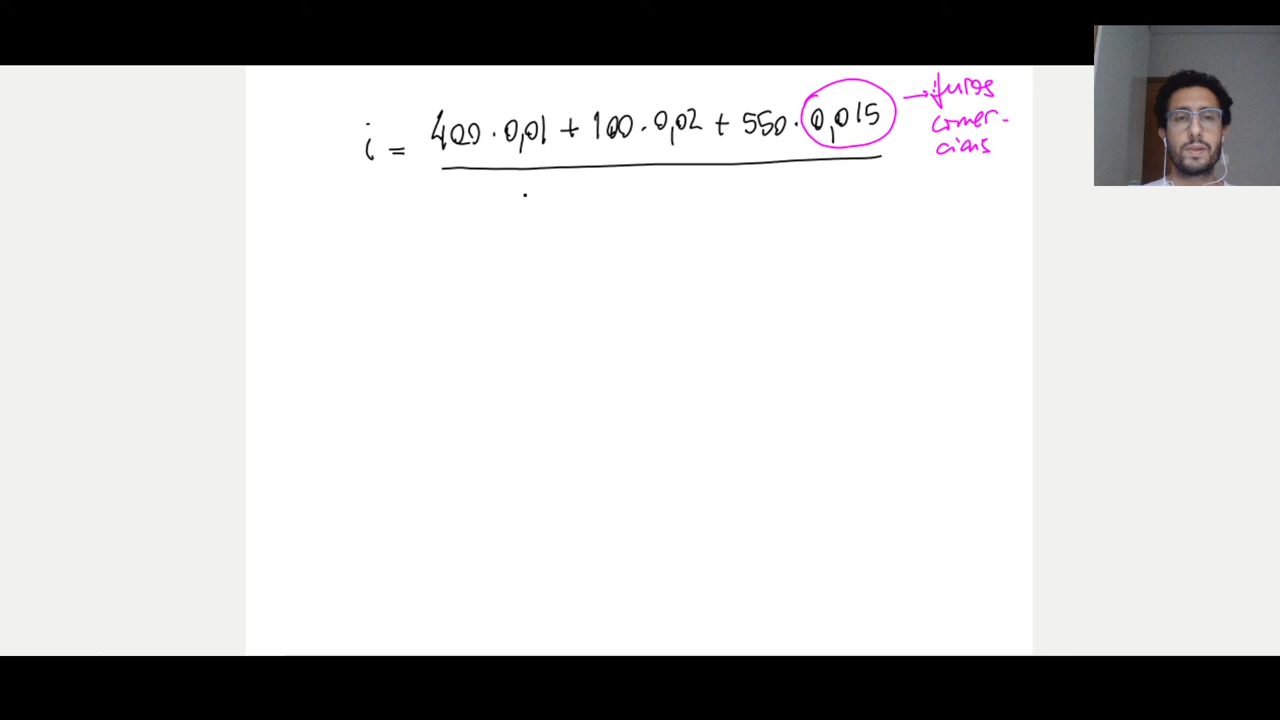 i = 400 · 0,01 + 100 · 0,02 + 550 · 0,015
→ juros
comer-
ciais